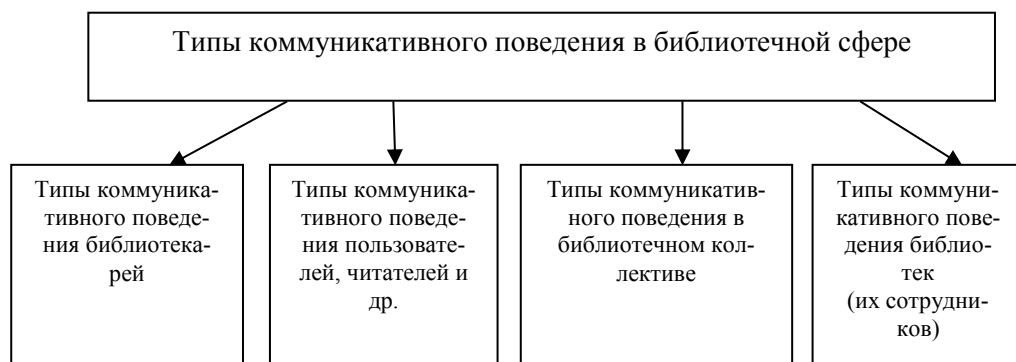 Типы коммуникативного поведения в библиотечной сфере
Типы коммуника-
тивного поведе-
ния библиотека-
рей
Типы коммуника-
тивного поведе-
ния пользовате-
лей, читателей и
др.
Типы коммуникатив-
ного поведения в
библиотечном кол-
лективе
Типы коммуни-
кативного пове-
дения библио-
тек
(их сотрудни-
ков)